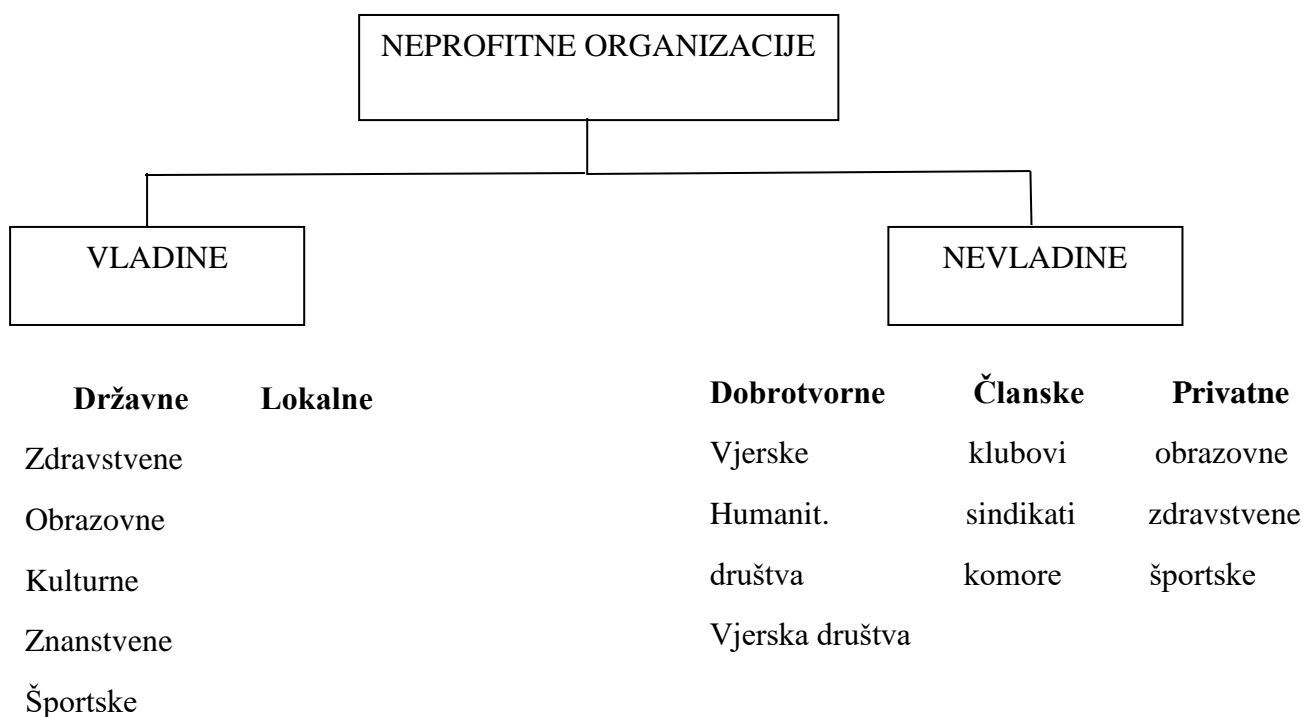 NEPROFITNE ORGANIZACIJE
VLADINE
NEVLADINE
Državne Lokalne
Zdravstvene
Obrazovne
Kulturne
Znanstvene
Športske
Dobrotvorne Članske Privatne
Vjerske klubovi obrazovne
Humanit. sindikati zdravstvene
društva komore športske
Vjerska društva